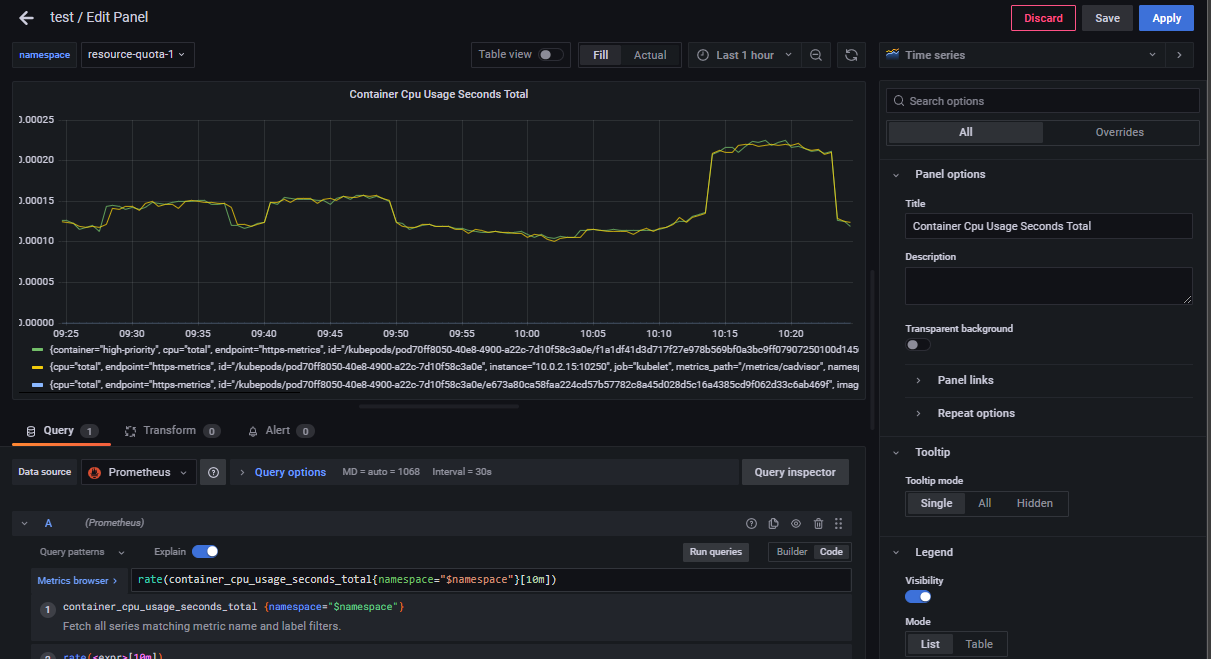 test / Edit Panel
Discard
Save
Apply
namespace
resource-quota-1
Table view
Fill
Actual
Last 1 hour
Time series
Container Cpu Usage Seconds Total
0.00025
0.00020
0.00015
0.00010
0.00005
0.00000
09:25 09:30 09:35 09:40 09:45 09:50 09:55 10:00 10:05 10:10 10:15 10:20
{container="high-priority", cpu="total", endpoint="https-metrics", id="/kubepods/pod70ff8050-40e8-4900-a22c-7d10f58c3a0e/f1a1df41d3d717f27e978b569bf0a3bc9ff07907250100d145
{cpu="total", endpoint="https-metrics", id="/kubepods/pod70ff8050-40e8-4900-a22c-7d10f58c3a0e", instance="10.0.2.15:10250", job="kubelet", metrics_path="/metrics/cadvisor", namesp
{cpu="total", endpoint="https-metrics", id="/kubepods/pod70ff8050-40e8-4900-a22c-7d10f58c3a0e/e673a80ca58faa224cd57b57782c8a45d028d5c16a4385cd9f062d33c6ab469f", imag
Query 1
Transform 0
Alert 0
Data source
Prometheus
Query options
MD = auto = 1068
Interval = 30s
Query inspector
A
(Prometheus)
Query patterns
Explain
Run queries
Builder
Code
Metrics browser >
rate(container_cpu_usage_seconds_total{namespace="$namespace"}[10m])
1
container_cpu_usage_seconds_total {namespace="$namespace"}
Fetch all series matching metric name and label filters.
2
rate(<expr>[10m])
Search options
All
Overrides
Panel options
Title
Container Cpu Usage Seconds Total
Description
Transparent background
Panel links
Repeat options
Tooltip
Tooltip mode
Single
All
Hidden
Legend
Visibility
Mode
List
Table